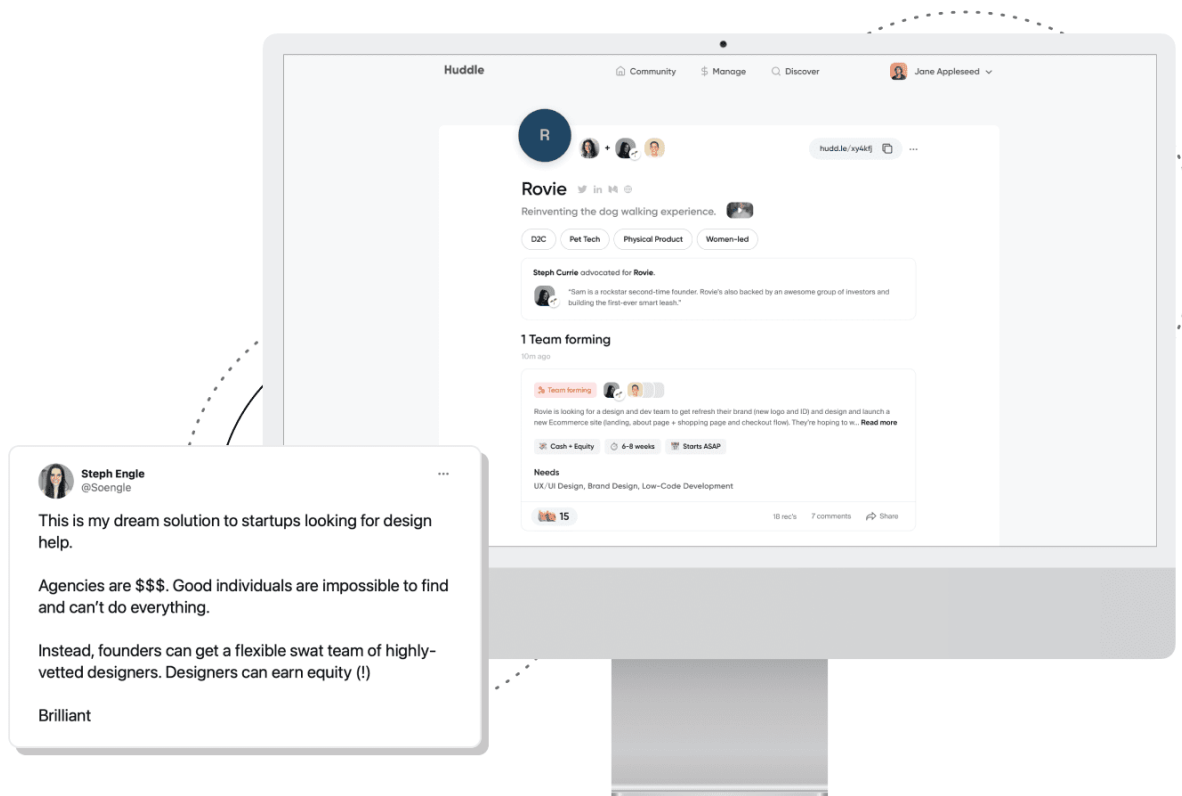 Huddle
Community
Manage
Discover
Jane Appleseed
R
+
hudd.le/xy4kfj
Rovie
Reinventing the dog walking experience.
D2C
Pet Tech
Physical Product
Women-led
Steph Currie advocated for Rovie.
“Sam is a rockstar second-time founder. Rovie’s also backed by an awesome group of investors and
building the first-ever smart leash.”
1 Team forming
10m ago
Team forming
Rovie is looking for a design and dev team to get refresh their brand (new logo and ID) and design and launch a
new Ecommerce site (landing, about page + shopping page and checkout flow). They’re hoping to w... Read more
Cash + Equity
6-8 weeks
Starts ASAP
Needs
UX/UI Design, Brand Design, Low-Code Development
15
18 rec's
7 comments
Share
Steph Engle
@Soengle
This is my dream solution to startups looking for design
help.
Agencies are $$$. Good individuals are impossible to find
and can’t do everything.
Instead, founders can get a flexible swat team of highly-
vetted designers. Designers can earn equity (!)
Brilliant